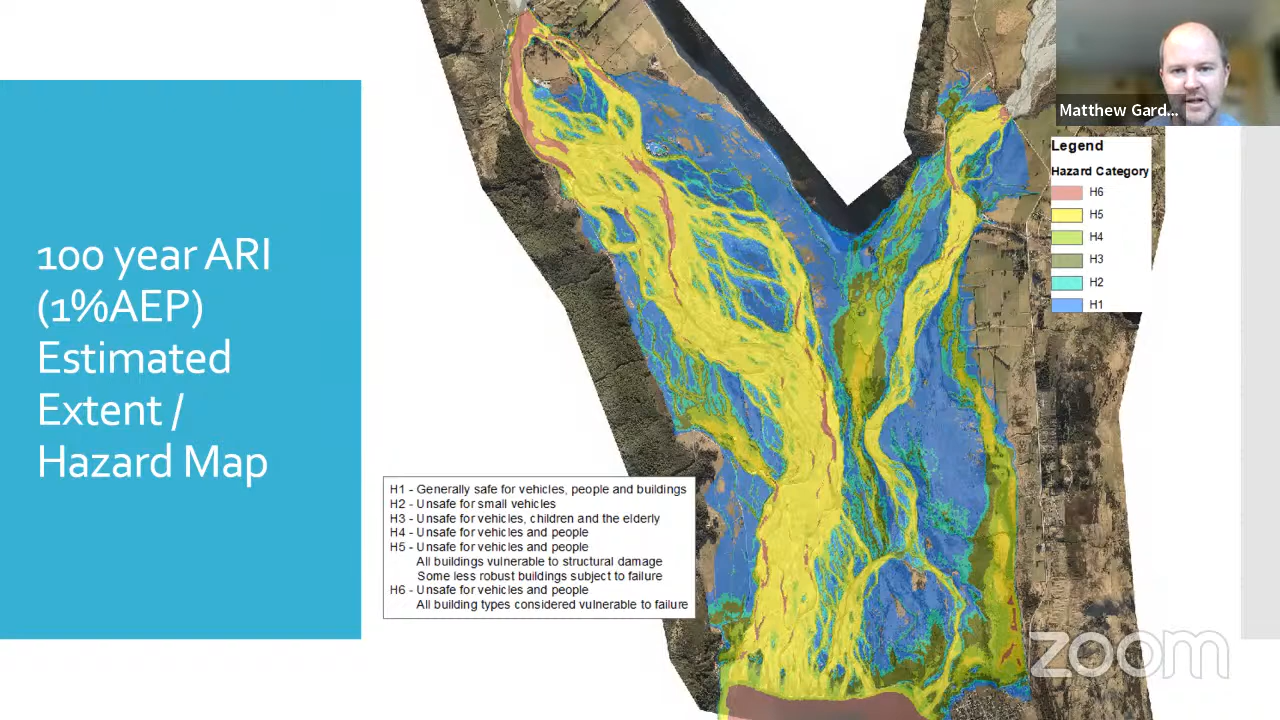 100 year ARI
(1%AEP)
Estimated
Extent /
Hazard Map
Matthew Gard...
Legend
Hazard Category
H6
H5
H4
H3
H2
H1
H1 - Generally safe for vehicles, people and buildings
H2 - Unsafe for small vehicles
H3 - Unsafe for vehicles, children and the elderly
H4 - Unsafe for vehicles and people
H5 - Unsafe for vehicles and people
All buildings vulnerable to structural damage
Some less robust buildings subject to failure
H6 - Unsafe for vehicles and people
All building types considered vulnerable to failure
zoom